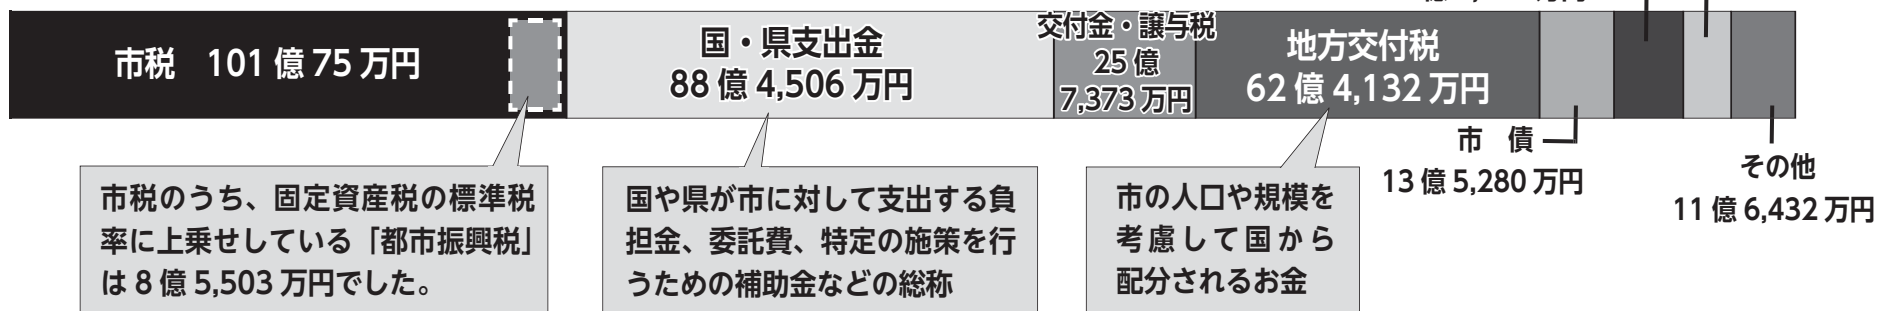 市税 101 億 75 万円
国・県支出金
88 億 4,506 万円
交付金・譲与税
25 億
7,373 万円
地方交付税
62 億 4,132 万円
市 債
13 億 5,280 万円
その他
11 億 6,432 万円
市税のうち、固定資産税の標準税
率に上乗せしている「都市振興税」
は 8 億 5,503 万円でした。
国や県が市に対して支出する負
担金、委託費、特定の施策を行
うための補助金などの総称
市の人口や規模を
考慮して国から
配分されるお金